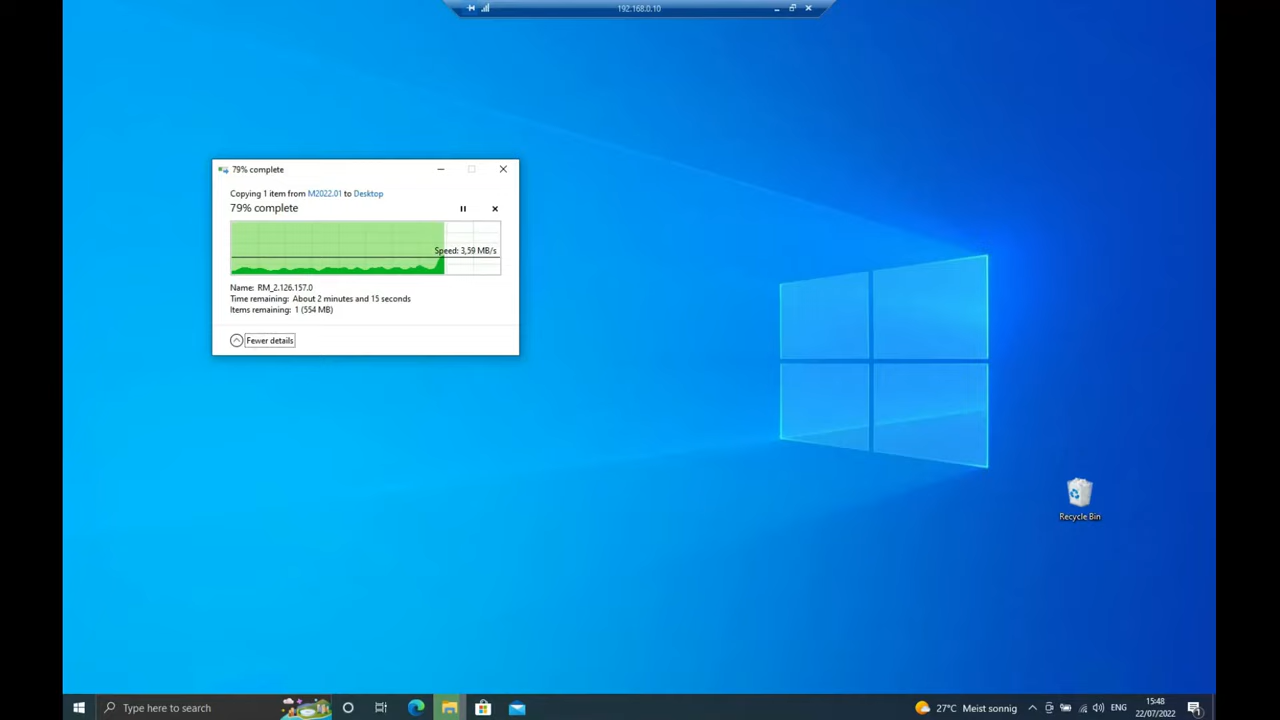 192.168.0.10
79% complete
Copying 1 item from M2022.01 to Desktop
79% complete
Speed: 3,59 MB/s
Name: RM_2.126.157.0
Time remaining: About 2 minutes and 15 seconds
Items remaining: 1 (554 MB)
Fewer details
Recycle Bin
Type here to search
27°C Meist sonnig
ENG
15:48
22/07/2022